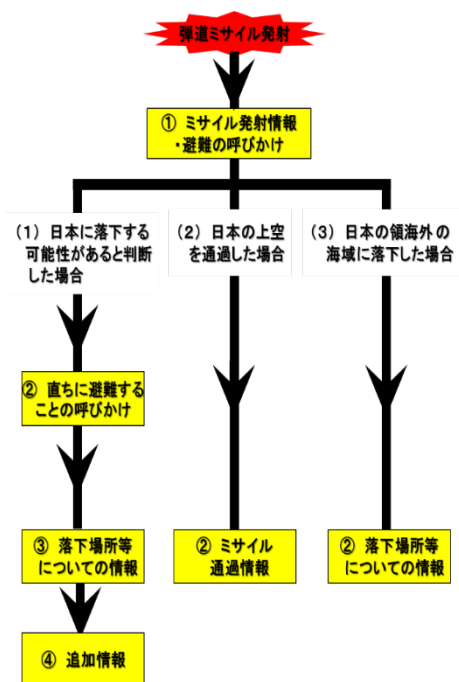 弾道ミサイル発射
① ミサイル発射情報
・避難の呼びかけ
(1) 日本に落下する
可能性があると判断
した場合
(2) 日本の上空
を通過した場合
(3) 日本の領海外の
海域に落下した場合
② 直ちに避難する
ことの呼びかけ
③ 落下場所等
についての情報
② ミサイル
通過情報
② 落下場所等
についての情報
④ 追加情報